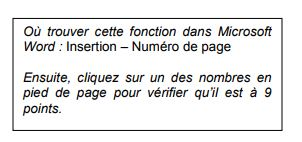 Où trouver cette fonction dans Microsoft
Word : Insertion – Numéro de page
Ensuite, cliquez sur un des nombres en
pied de page pour vérifier qu'il est à 9
points.